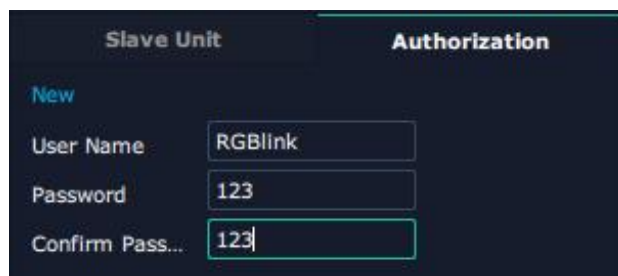 Slave Unit Authorization
New
User Name RGBlink
Password 123
Confirm Pass... 123